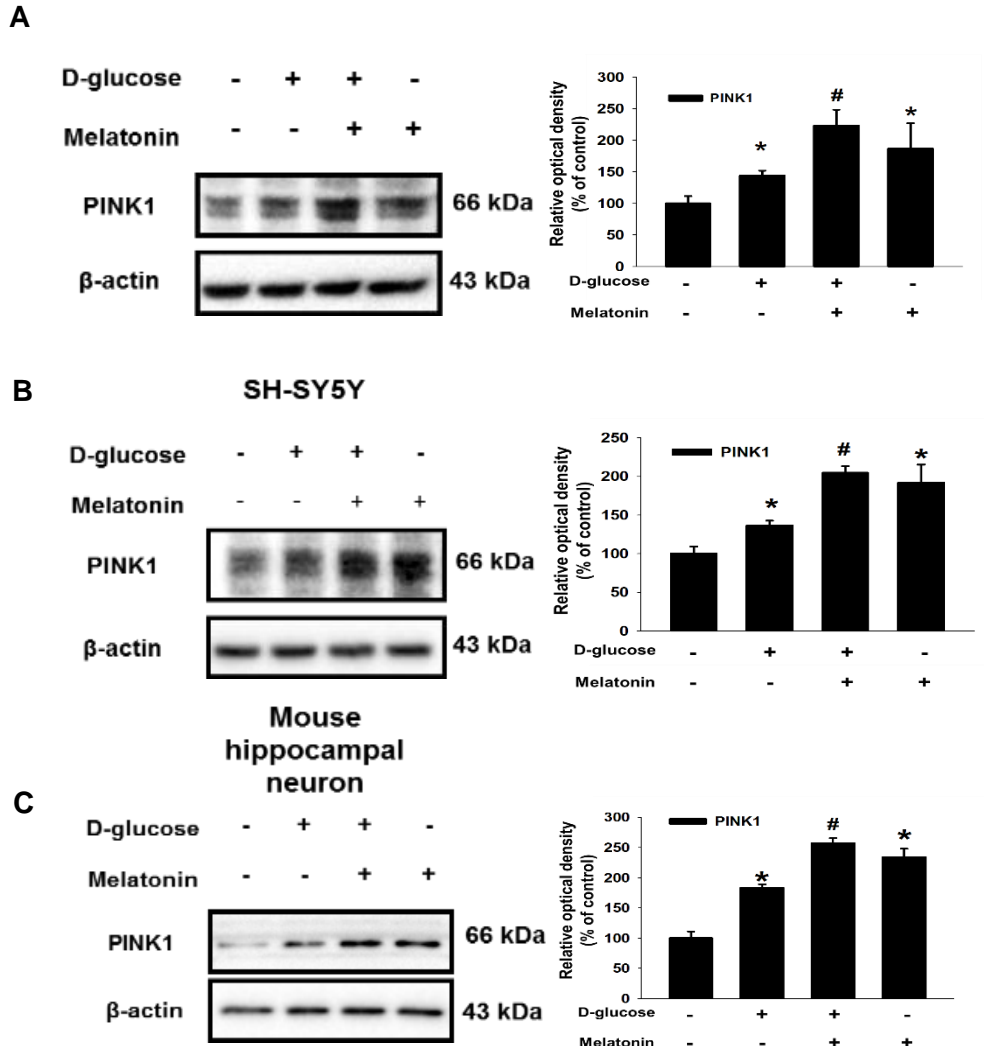 A
D-glucose - + + -
Melatonin - - + +
PINK1 66 kDa
β-actin 43 kDa
Relative optical density
(% of control)
300
250
200
150
100
50
0
PINK1
* # *
D-glucose - + + -
Melatonin - - + +
B
SH-SY5Y
D-glucose - + + -
Melatonin - - + +
PINK1 66 kDa
β-actin 43 kDa
Relative optical density
(% of control)
250
200
150
100
50
0
PINK1
* # *
D-glucose - + + -
Melatonin - - + +
Mouse
hippocampal
neuron
C
D-glucose - + + -
Melatonin - - + +
PINK1 66 kDa
β-actin 43 kDa
Relative optical density
(% of control)
300
250
200
150
100
50
0
PINK1
* # *
D-glucose - + + -
Melatonin - - + +